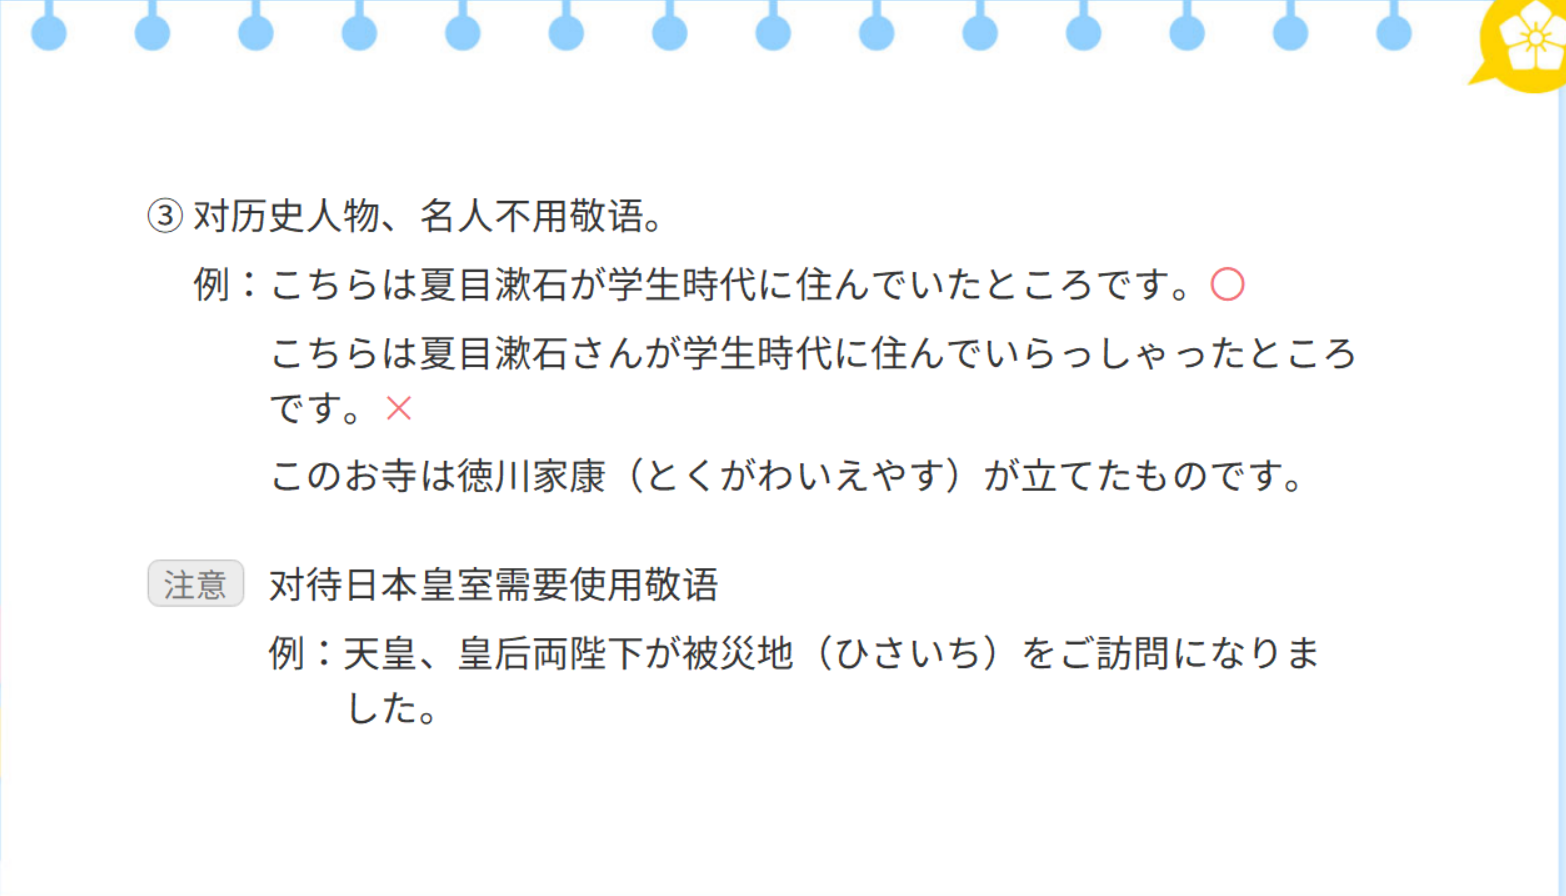 ③ 对历史人物、名人不用敬语。
例：こちらは夏目漱石が学生時代に住んでいたところです。〇
こちらは夏目漱石さんが学生時代に住んでいらっしゃったところ
です。×
このお寺は徳川家康（とくがわいえやす）が立てたものです。
注意 对待日本皇室需要使用敬语
例：天皇、皇后両陛下が被災地（ひさいち）をご訪問になりま
した。